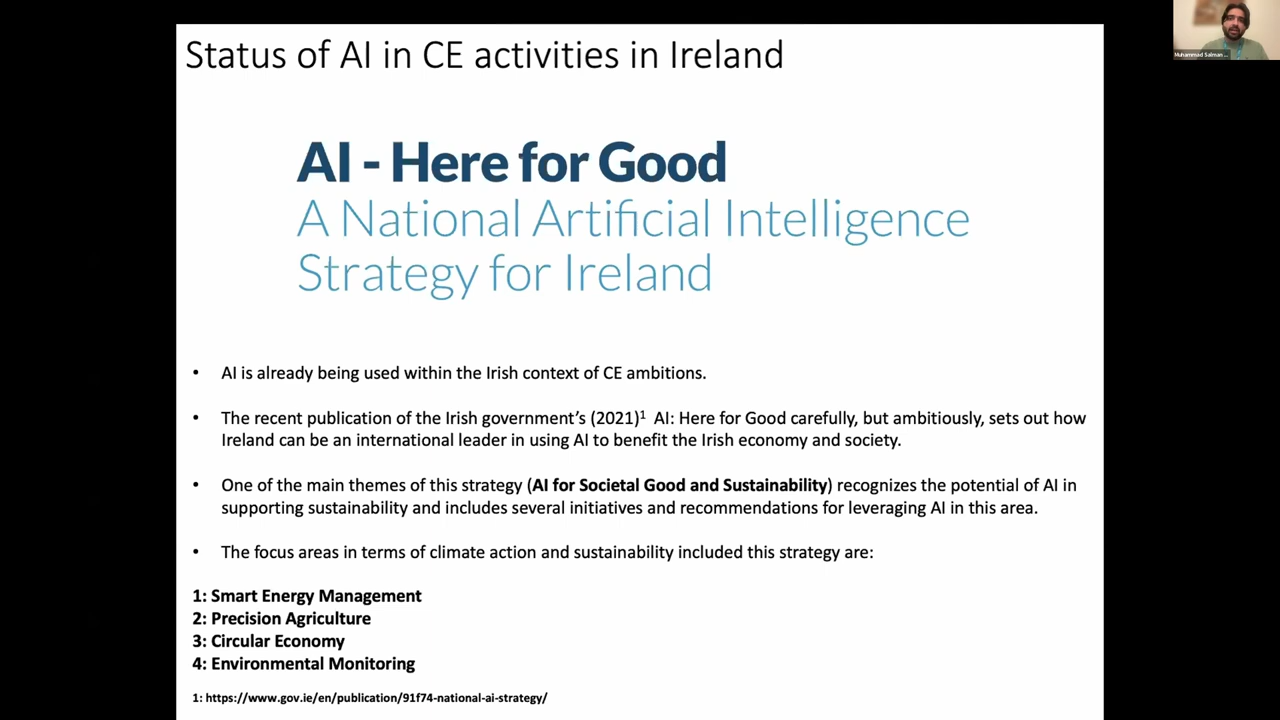 Status of AI in CE activities in Ireland
Muhammad Salman ...
AI - Here for Good
A National Artificial Intelligence
Strategy for Ireland
• AI is already being used within the Irish context of CE ambitions.
• The recent publication of the Irish government’s (2021)¹ AI: Here for Good carefully, but ambitiously, sets out how
Ireland can be an international leader in using AI to benefit the Irish economy and society.
• One of the main themes of this strategy (AI for Societal Good and Sustainability) recognizes the potential of AI in
supporting sustainability and includes several initiatives and recommendations for leveraging AI in this area.
• The focus areas in terms of climate action and sustainability included this strategy are:
1: Smart Energy Management
2: Precision Agriculture
3: Circular Economy
4: Environmental Monitoring
1: https://www.gov.ie/en/publication/91f74-national-ai-strategy/